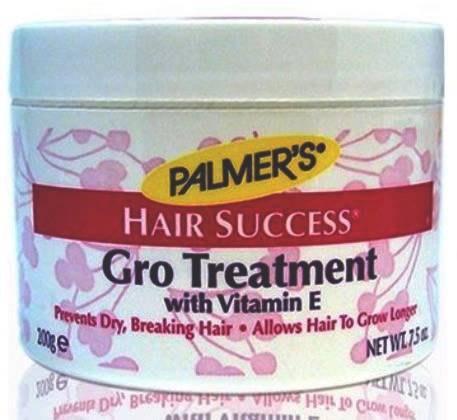 PALMER'S®
HAIR SUCCESS®
Gro Treatment
with Vitamin E
Prevents Dry, Breaking Hair • Allows Hair To Grow Longer
200g e NET WT. 7.5 oz.